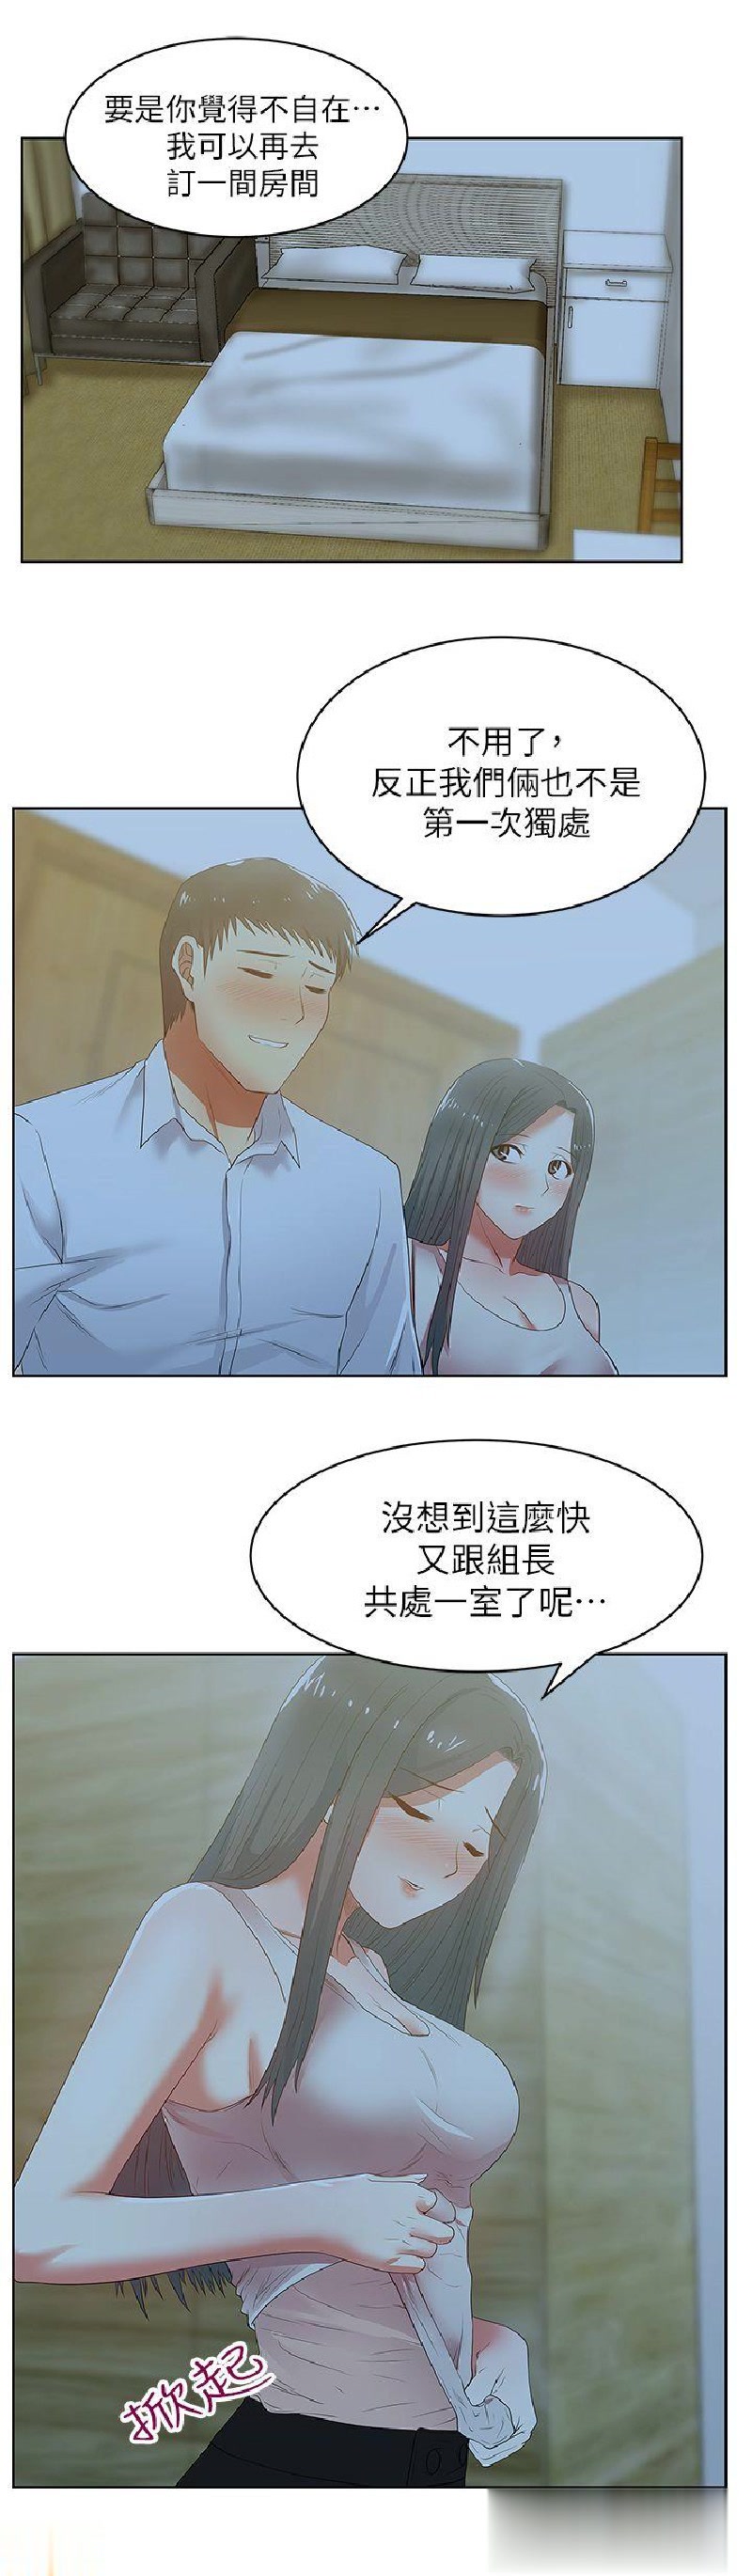 要是你覺得不自在…
我可以再去
訂一間房間
不用了，
反正我們倆也不是
第一次獨處
沒想到這麼快
又跟組長
共處一室了呢…
掀起